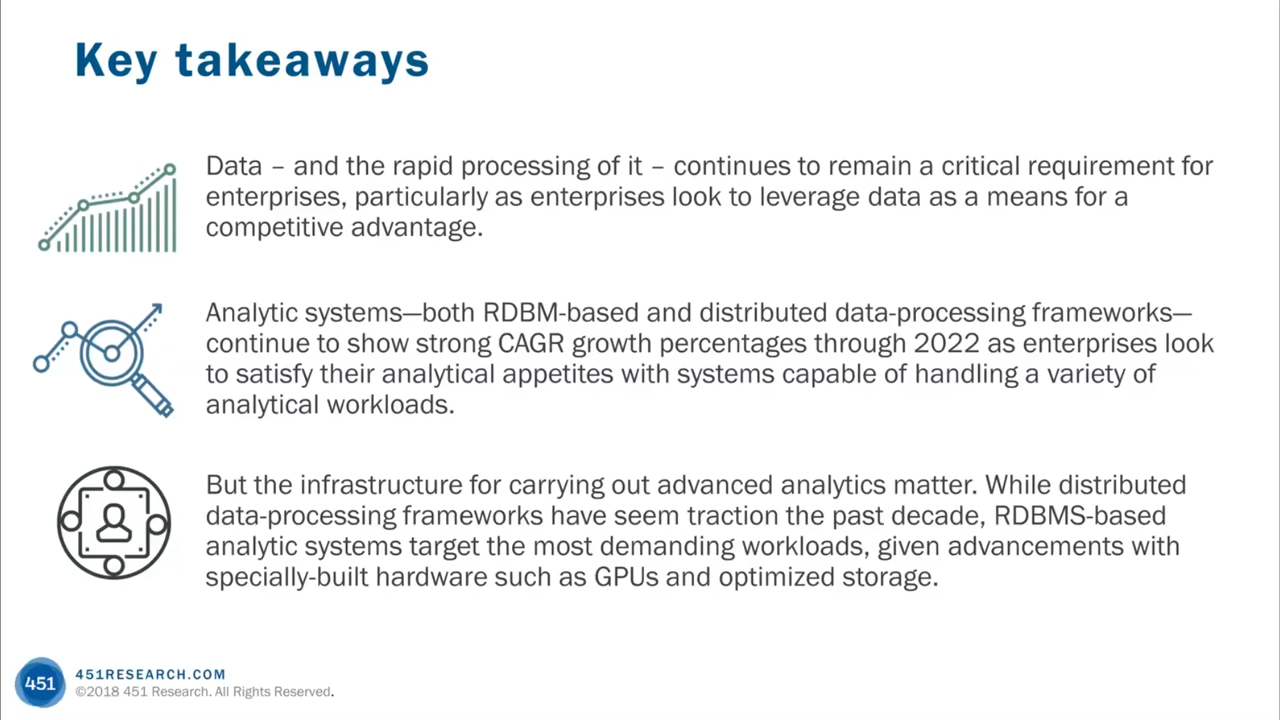 Key takeaways
Data – and the rapid processing of it – continues to remain a critical requirement for
enterprises, particularly as enterprises look to leverage data as a means for a
competitive advantage.
Analytic systems—both RDBM-based and distributed data-processing frameworks—
continue to show strong CAGR growth percentages through 2022 as enterprises look
to satisfy their analytical appetites with systems capable of handling a variety of
analytical workloads.
But the infrastructure for carrying out advanced analytics matter. While distributed
data-processing frameworks have seem traction the past decade, RDBMS-based
analytic systems target the most demanding workloads, given advancements with
specially-built hardware such as GPUs and optimized storage.
451
451RESEARCH.COM
©2018 451 Research. All Rights Reserved.